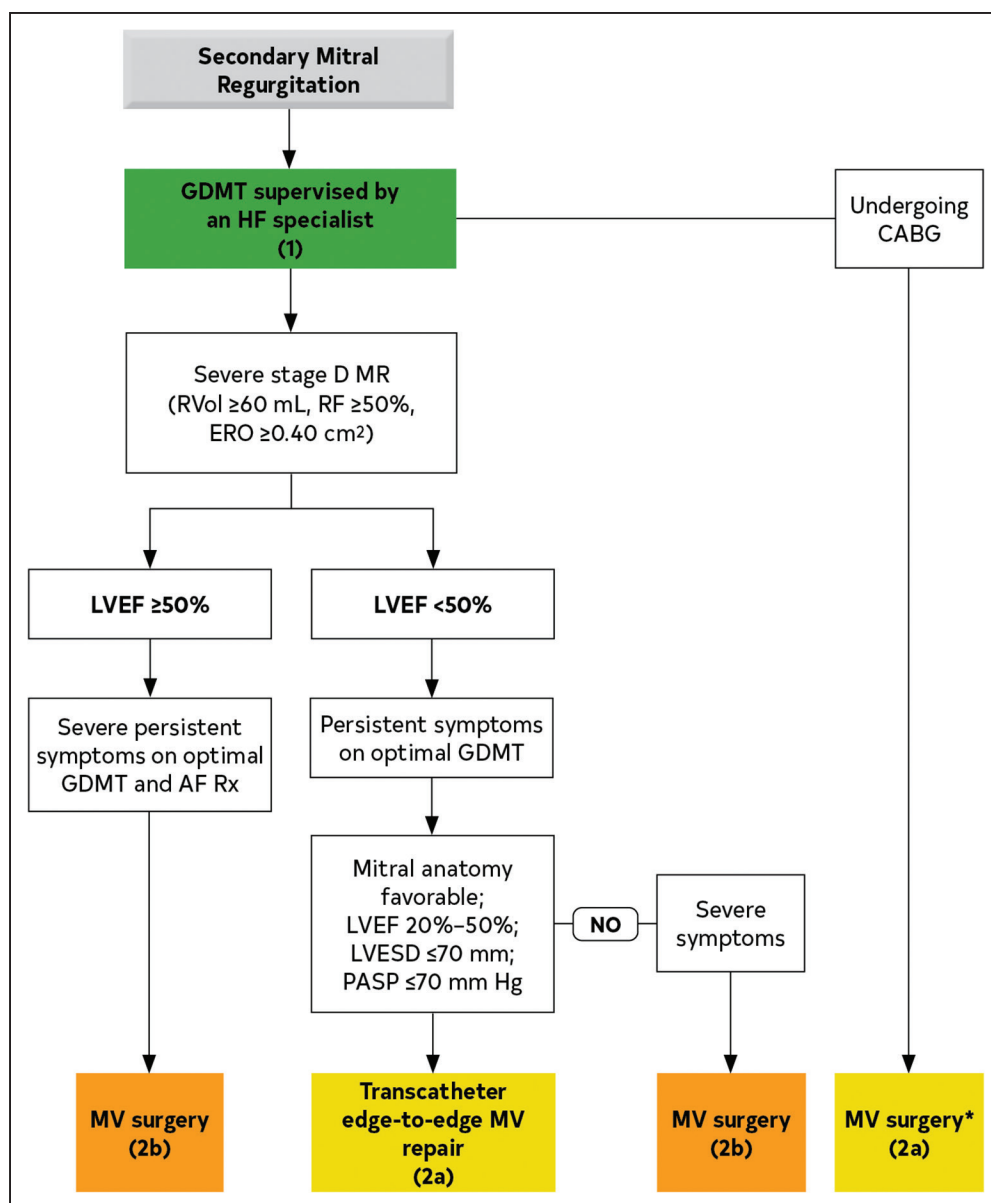 Secondary Mitral
Regurgitation
GDMT supervised by
an HF specialist
(1)
Undergoing
CABG
Severe stage D MR
(RVol ≥60 mL, RF ≥50%,
ERO ≥0.40 cm²)
LVEF ≥50%
LVEF <50%
Severe persistent
symptoms on optimal
GDMT and AF Rx
Persistent symptoms
on optimal GDMT
Mitral anatomy
favorable;
LVEF 20%–50%;
LVESD ≤70 mm;
PASP ≤70 mm Hg
NO
Severe
symptoms
MV surgery
(2b)
Transcatheter
edge-to-edge MV
repair
(2a)
MV surgery
(2b)
MV surgery*
(2a)